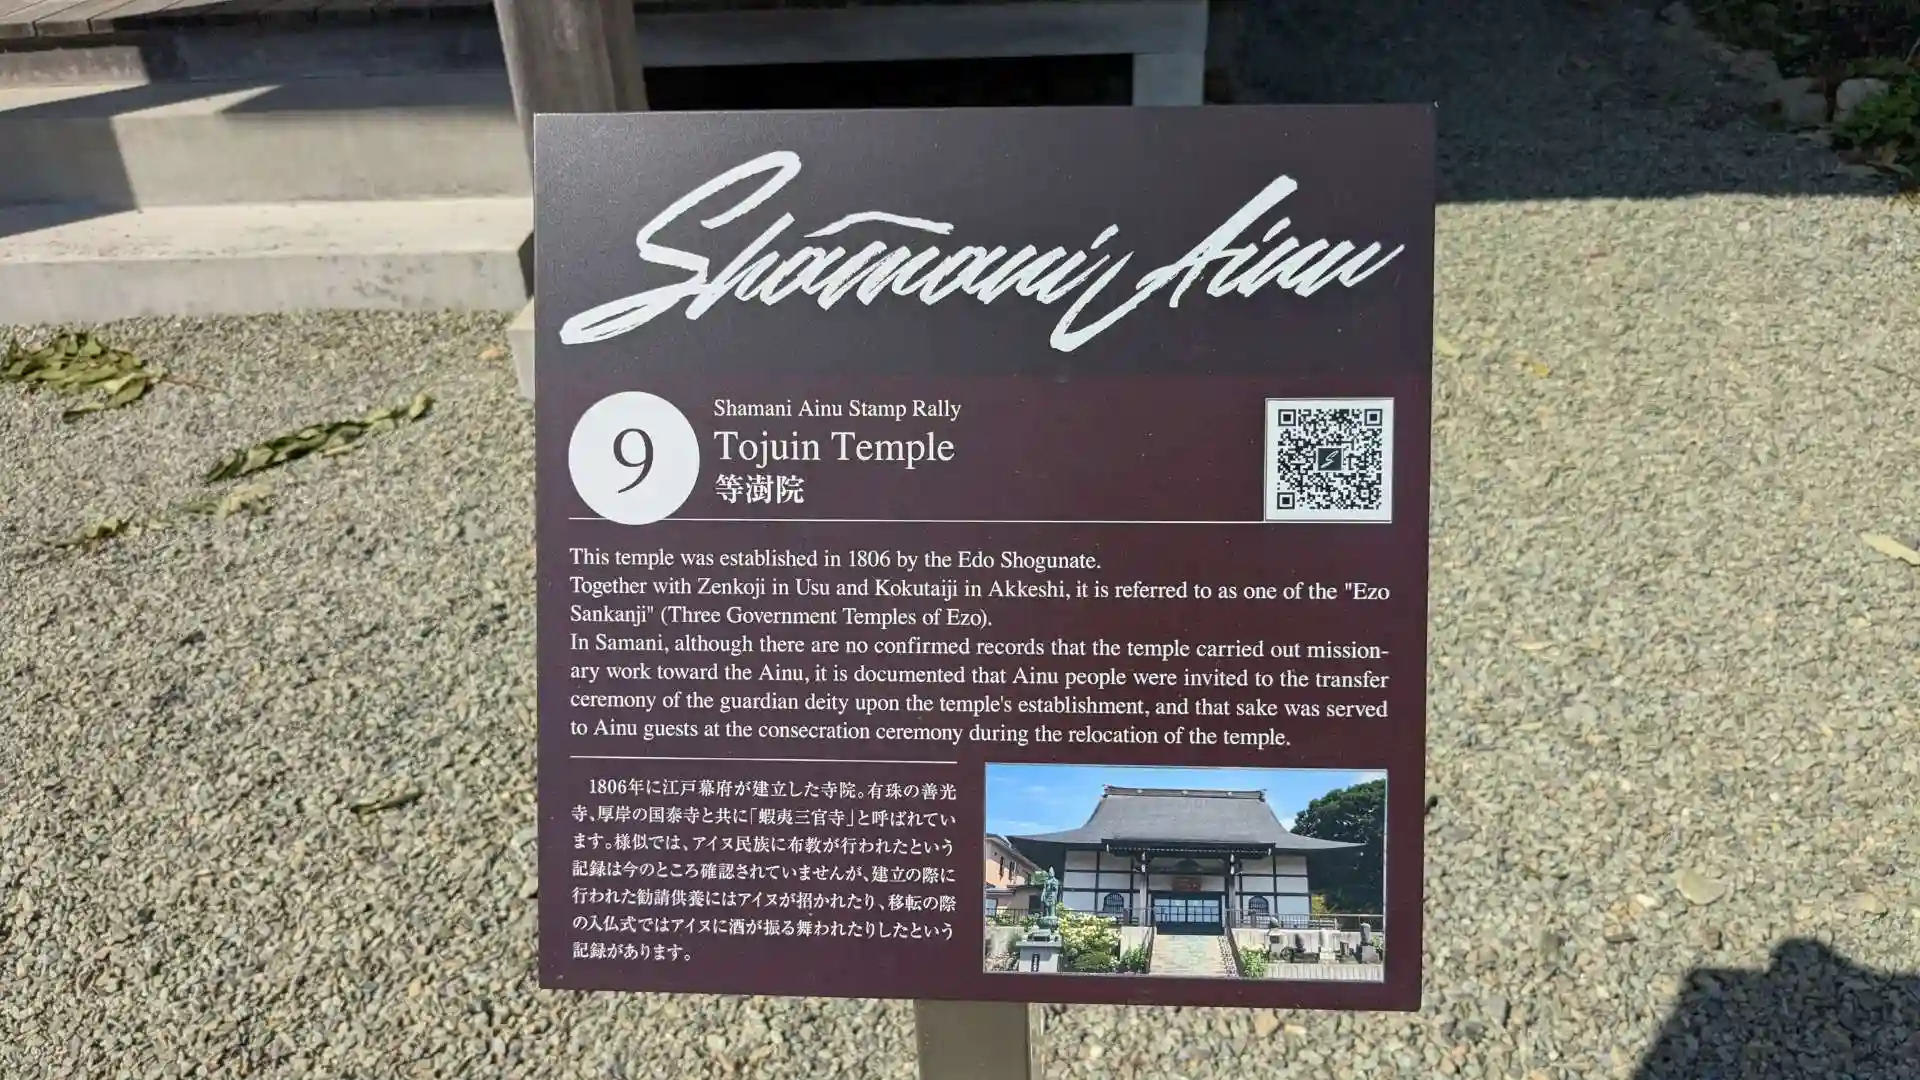 Shamani Ainu
9
Shamani Ainu Stamp Rally
Tojuin Temple
等澍院
This temple was established in 1806 by the Edo Shogunate.
Together with Zenkoji in Usu and Kokutaiji in Akkeshi, it is referred to as one of the "Ezo
Sankanji" (Three Government Temples of Ezo).
In Samani, although there are no confirmed records that the temple carried out mission-
ary work toward the Ainu, it is documented that Ainu people were invited to the transfer
ceremony of the guardian deity upon the temple's establishment, and that sake was served
to Ainu guests at the consecration ceremony during the relocation of the temple.
1806年に江戸幕府が建立した寺院。有珠の善光
寺、厚岸の国泰寺と共に「蝦夷三官寺」と呼ばれてい
ます。様似では、アイヌ民族に布教が行われたという
記録は今のところ確認されていませんが、建立の際に
行われた勧請供養にはアイヌが招かれたり、移転の際
の入仏式ではアイヌに酒が振る舞われたりしたという
記録があります。